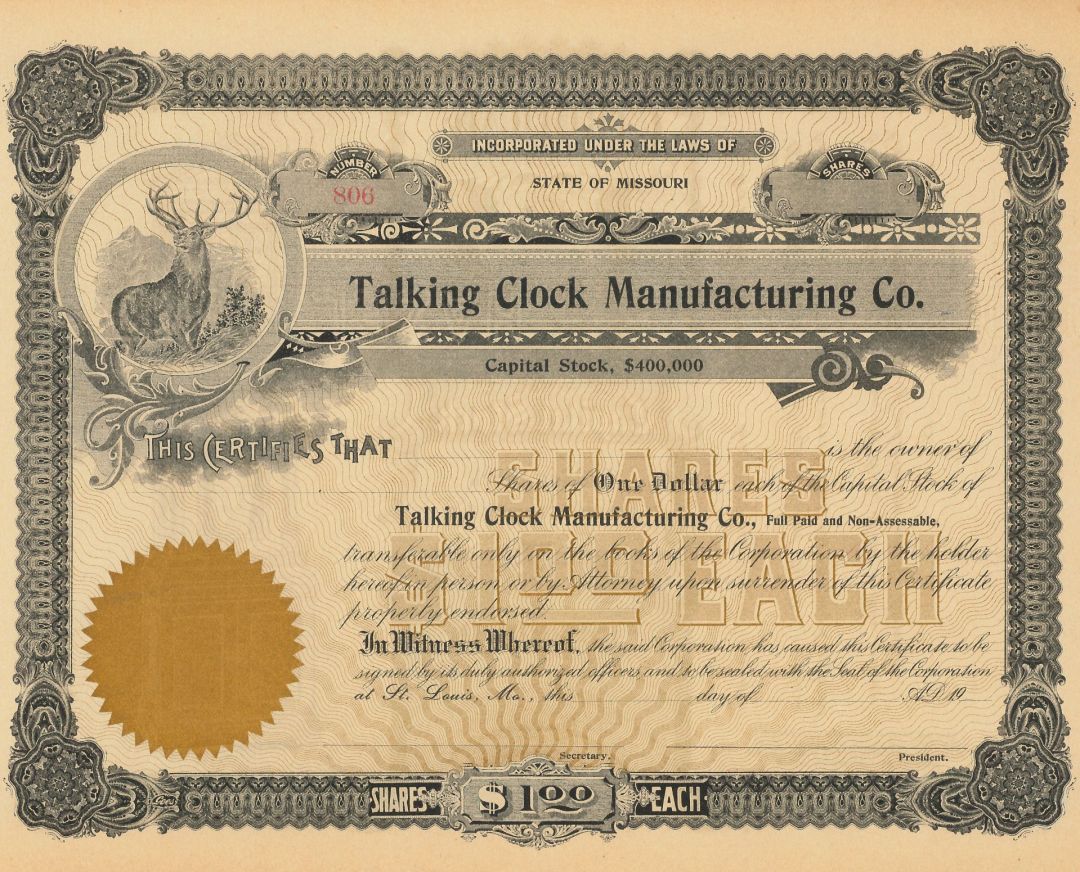 INCORPORATED UNDER THE LAWS OF
STATE OF MISSOURI
NUMBER
806
SHARES
Talking Clock Manufacturing Co.
Capital Stock, $400,000
THIS CERTIFIES THAT
is the owner of
Shares of One Dollar each of the Capital Stock of
Talking Clock Manufacturing Co., Full Paid and Non-Assessable,
transferable only on the books of the Corporation by the holder
hereof in person or by Attorney upon surrender of this Certificate
properly endorsed.
SHARES
$1 00 EACH
In Witness Whereof, the said Corporation has caused this Certificate to be
signed by its duly authorized officers and to be sealed with the Seal of the Corporation
at St. Louis, Mo., this day of A.D. 19
Secretary.
President.
SHARES $100 EACH
Goes